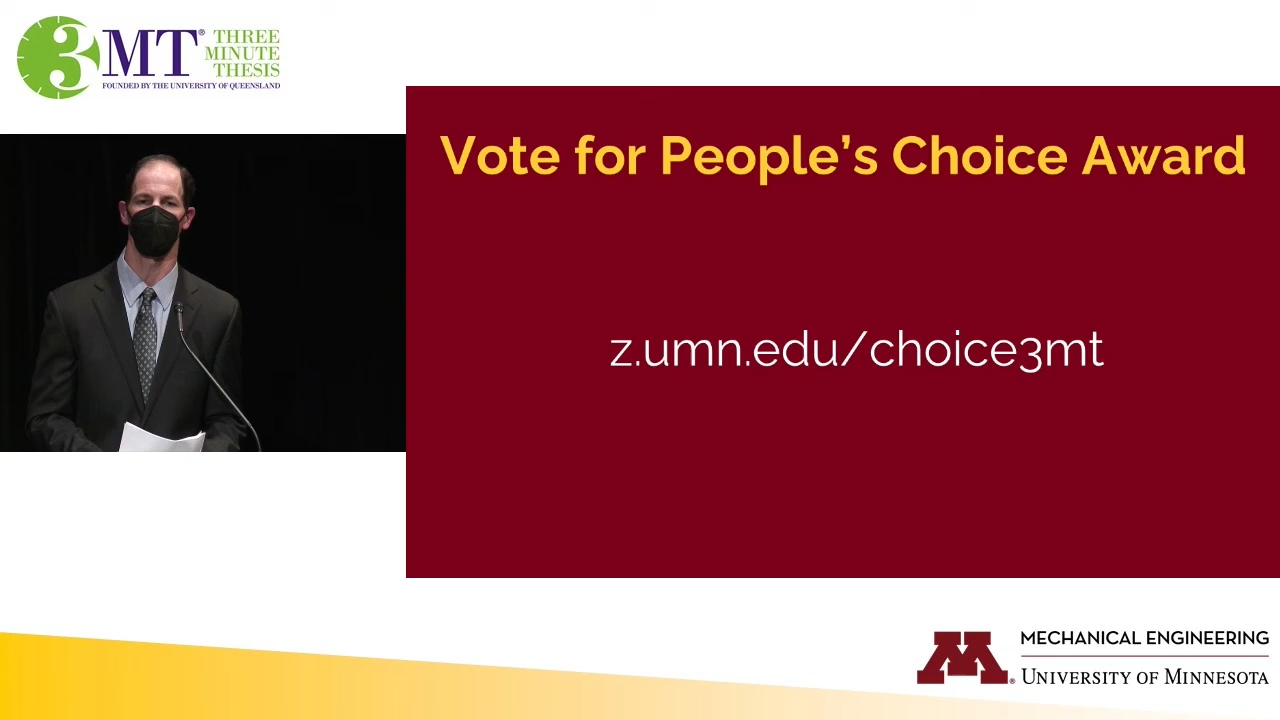 3MT® THREE
MINUTE
THESIS
FOUNDED BY THE UNIVERSITY OF QUEENSLAND
Vote for People’s Choice Award
z.umn.edu/choice3mt
M® MECHANICAL ENGINEERING
UNIVERSITY OF MINNESOTA